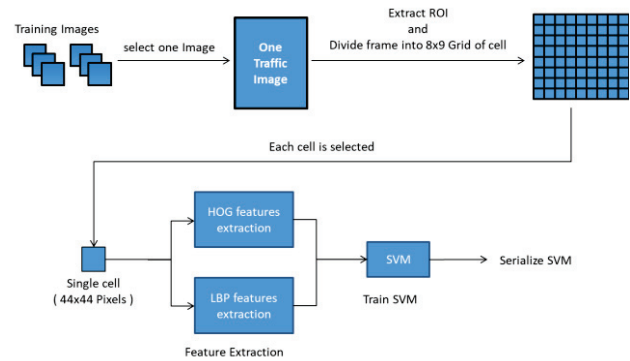 Training Images
select one Image
One
Traffic
Image
Extract ROI
and
Divide frame into 8x9 Grid of cell
Each cell is selected
HOG features
extraction
LBP features
extraction
Single cell
( 44x44 Pixels )
Feature Extraction
SVM
Train SVM
Serialize SVM